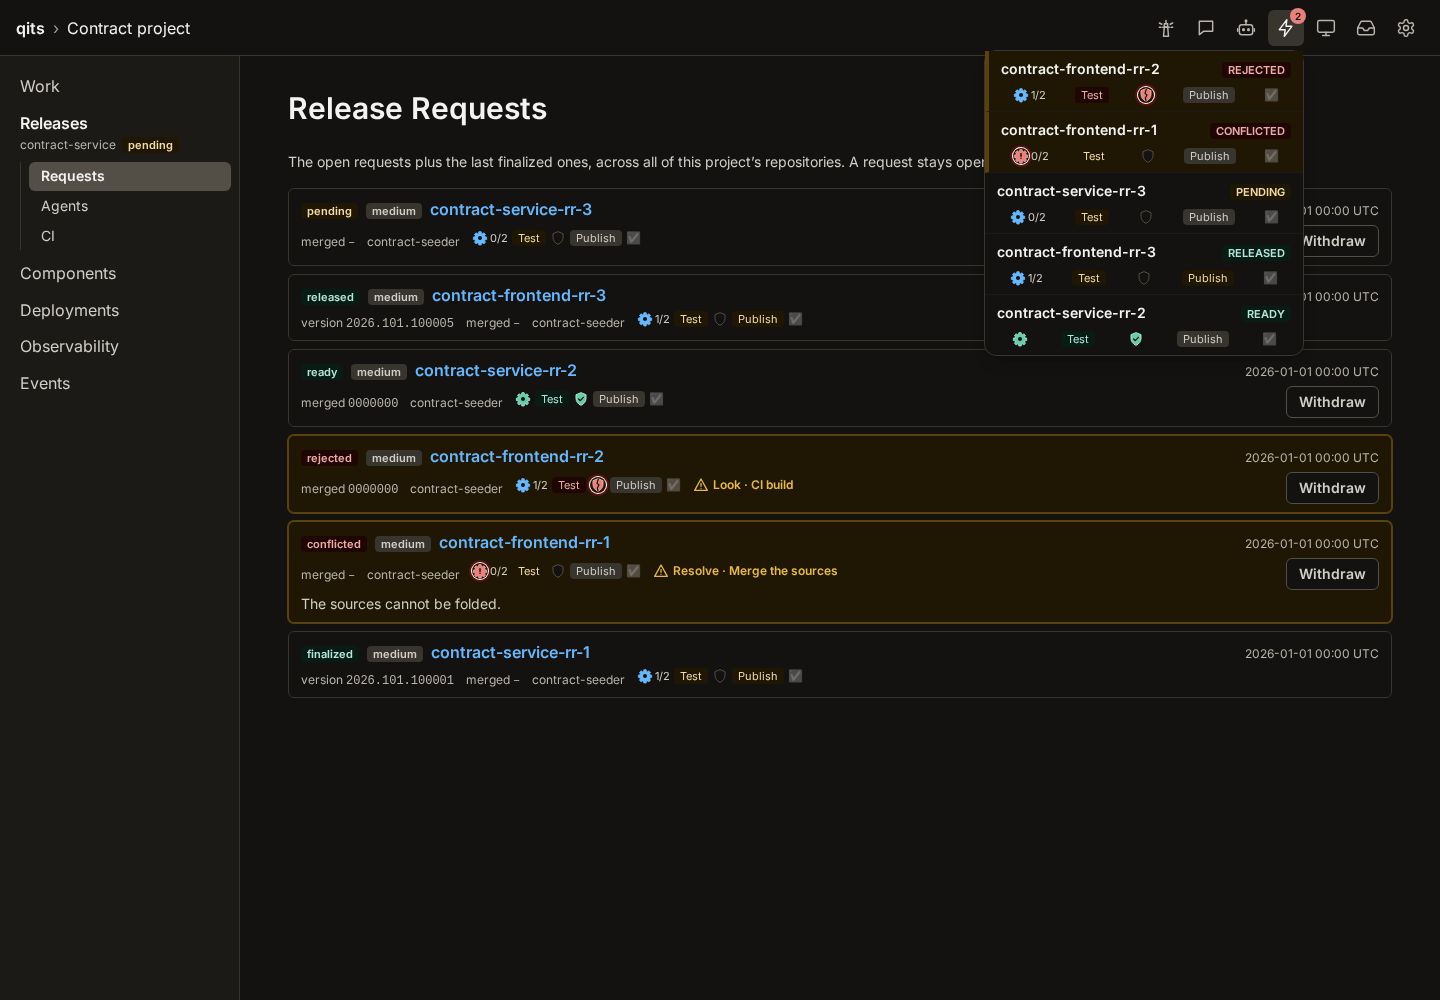 qits › Contract project
2
Work
Releases
contract-service pending
Requests
Agents
CI
Components
Deployments
Observability
Events
Release Requests
The open requests plus the last finalized ones, across all of this project's repositories. A request stays open
pending medium contract-service-rr-3
01 00:00 UTC
merged – contract-seeder 0/2 Test Publish
Withdraw
released medium contract-frontend-rr-3
01 00:00 UTC
version 2026.101.100005 merged – contract-seeder 1/2 Test Publish
ready medium contract-service-rr-2
2026-01-01 00:00 UTC
merged 0000000 contract-seeder Test Publish
Withdraw
rejected medium contract-frontend-rr-2
2026-01-01 00:00 UTC
merged 0000000 contract-seeder 1/2 Test Publish Look · CI build
Withdraw
conflicted medium contract-frontend-rr-1
2026-01-01 00:00 UTC
merged – contract-seeder 0/2 Test Publish Resolve · Merge the sources
Withdraw
The sources cannot be folded.
finalized medium contract-service-rr-1
2026-01-01 00:00 UTC
version 2026.101.100001 merged – contract-seeder 1/2 Test Publish
contract-frontend-rr-2 REJECTED
1/2 Test Publish
contract-frontend-rr-1 CONFLICTED
0/2 Test Publish
contract-service-rr-3 PENDING
0/2 Test Publish
contract-frontend-rr-3 RELEASED
1/2 Test Publish
contract-service-rr-2 READY
Test Publish